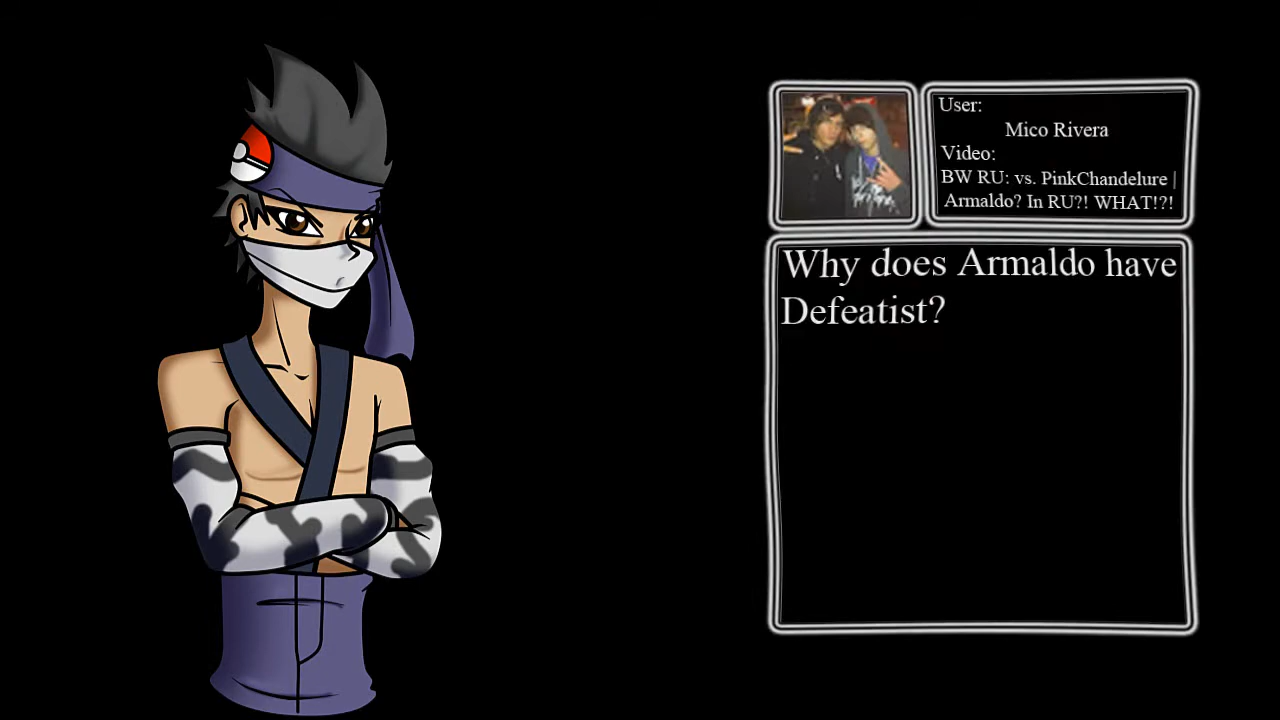 User:
Mico Rivera
Video:
BW RU: vs. PinkChandelure |
Armaldo? In RU?! WHAT!?!
Why does Armaldo have
Defeatist?